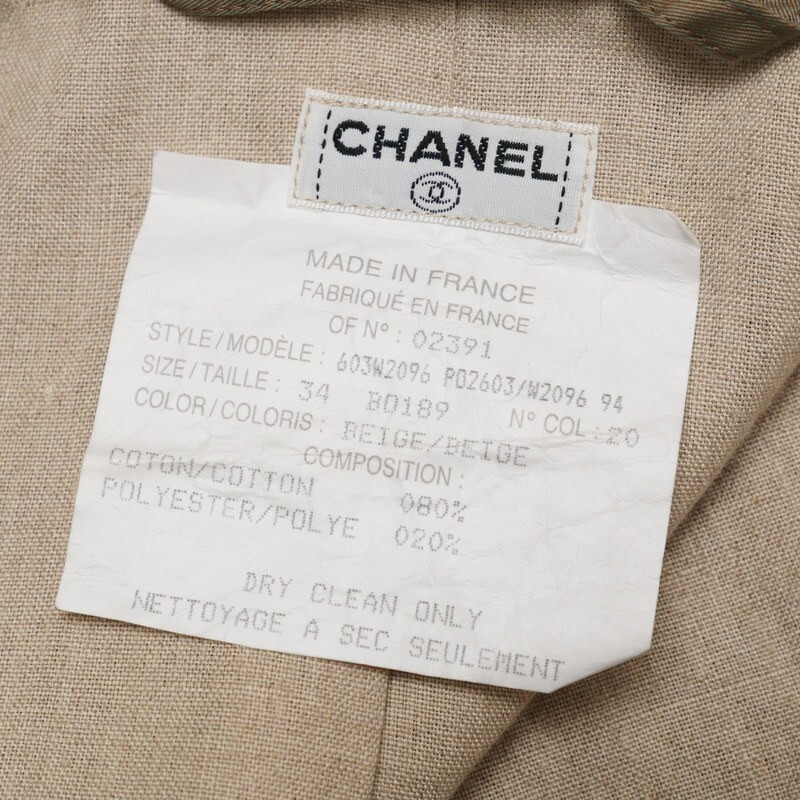 CHANEL
MADE IN FRANCE
FABRIQUÉ EN FRANCE
OF Nº : 02391
STYLE/MODÈLE : 603W2096 P02603/W2096 94
SIZE/TAILLE : 34 B0189 Nº COL : 20
COLOR/COLORIS : BEIGE/BEIGE
COMPOSITION :
COTON/COTTON 080%
POLYESTER/POLYE 020%
DRY CLEAN ONLY
NETTOYAGE A SEC SEULEMENT